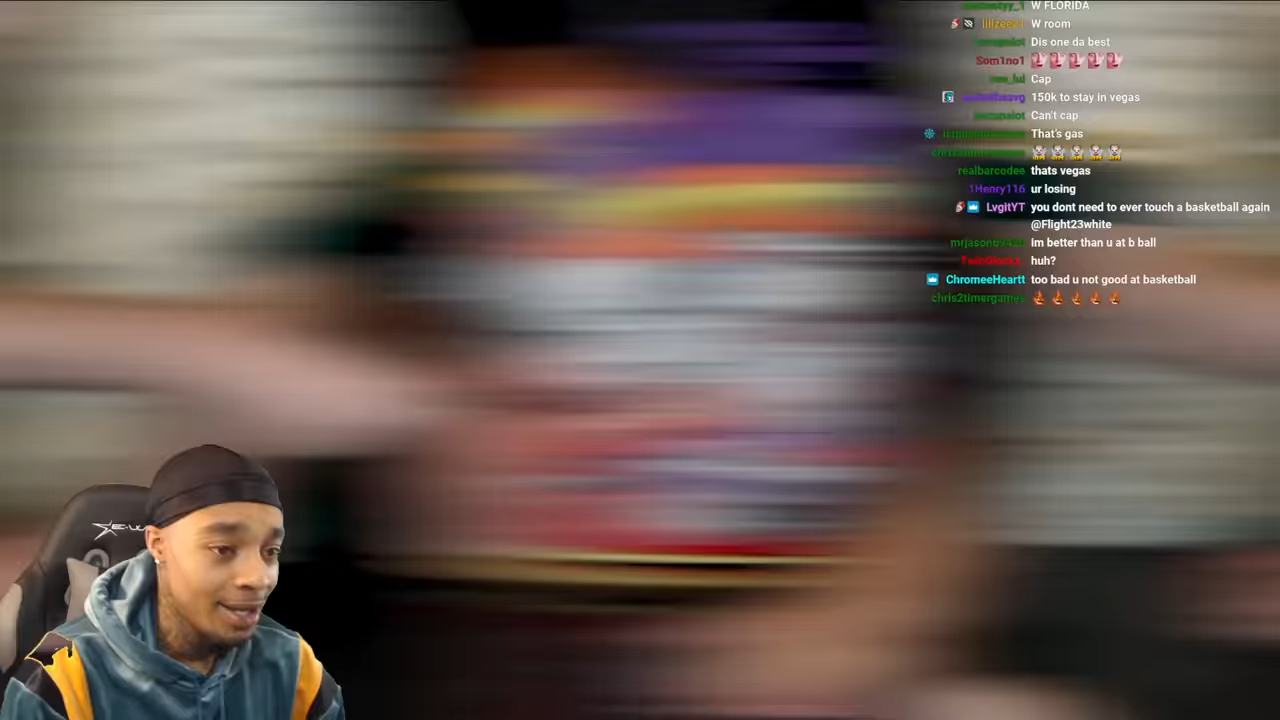 W FLORIDA
W room
Dis one da best
Som1no1
Cap
150k to stay in vegas
Can't cap
That's gas
realbarcodee thats vegas
1Henry116 ur losing
LvgitYT you dont need to ever touch a basketball again
@Flight23white
im better than u at b ball
huh?
ChromeeHeartt too bad u not good at basketball
chris2timergames